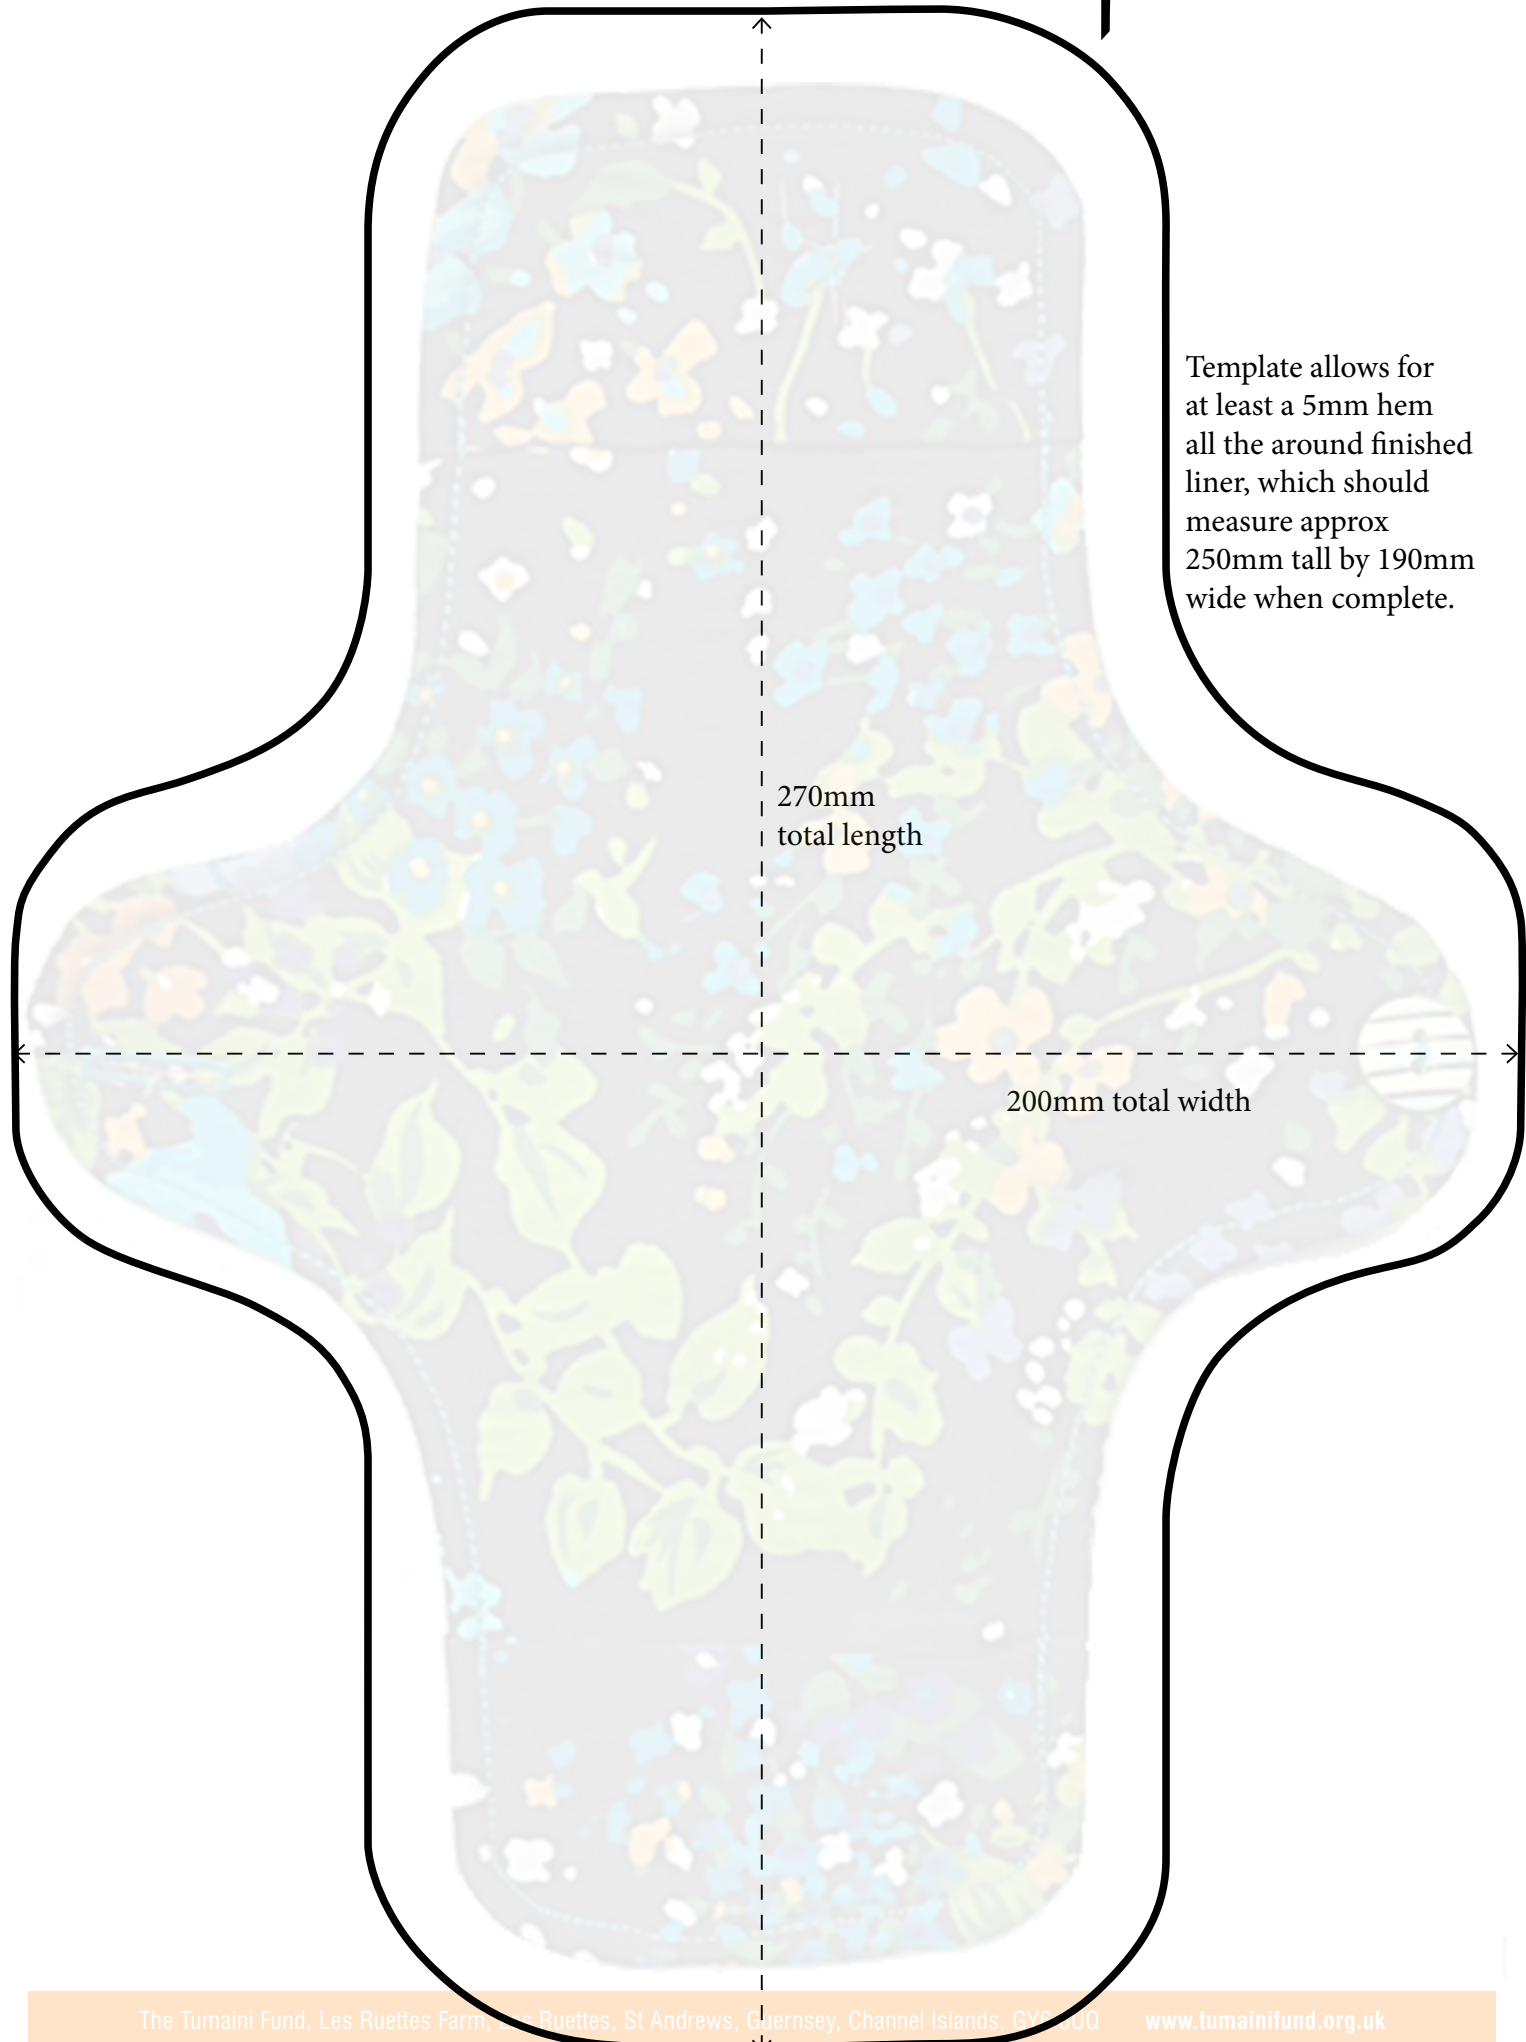 Template allows for
at least a 5mm hem
all the around finished
liner, which should
measure approx
250mm tall by 190mm
wide when complete.
270mm
total length
200mm total width
The Tumaini Fund, Les Ruettes Farm, Les Ruettes, St Andrews, Guernsey, Channel Islands, www.tumainifund.org.uk